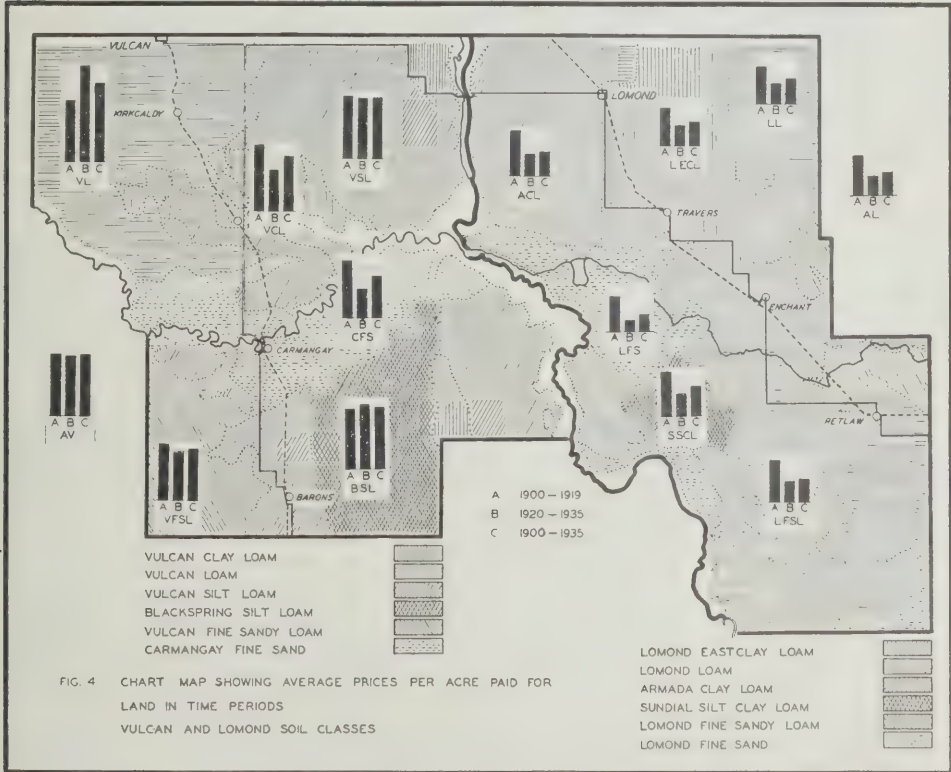 VULCAN
KIRKCALDY
A B C
VL
A B C
VCL
A B C
VSL
LOMOND
A B C
ACL
A B C
LECL
A B C
LL
A B C
AL
TRAVERS
ENCHANT
A B C
CFS
CARMANGAY
A B C
LFS
A B C
AV
A B C
SSCL
RETLAW
A B C
VFSL
A B C
BSL
BARONS
A B C
LFSL
A 1900 – 1919
B 1920 – 1935
C 1900 – 1935
VULCAN CLAY LOAM
VULCAN LOAM
VULCAN SILT LOAM
BLACKSPRING SILT LOAM
VULCAN FINE SANDY LOAM
CARMANGAY FINE SAND
LOMOND EASTCLAY LOAM
LOMOND LOAM
ARMADA CLAY LOAM
SUNDIAL SILT CLAY LOAM
LOMOND FINE SANDY LOAM
LOMOND FINE SAND
FIG. 4 CHART MAP SHOWING AVERAGE PRICES PER ACRE PAID FOR
LAND IN TIME PERIODS
VULCAN AND LOMOND SOIL CLASSES